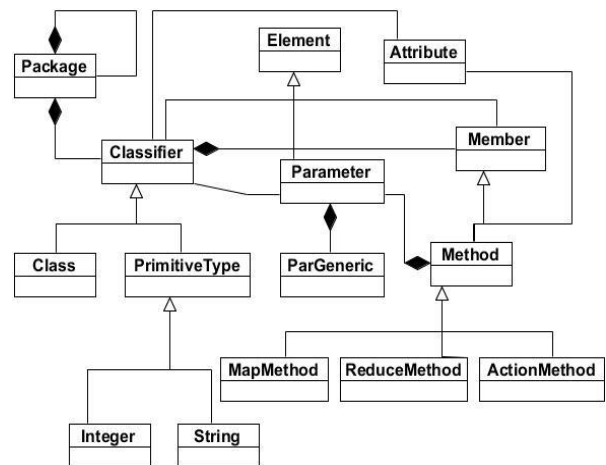 Element
Attribute
Package
Classifier
Member
Parameter
Class
PrimitiveType
ParGeneric
Method
MapMethod
ReduceMethod
ActionMethod
Integer
String